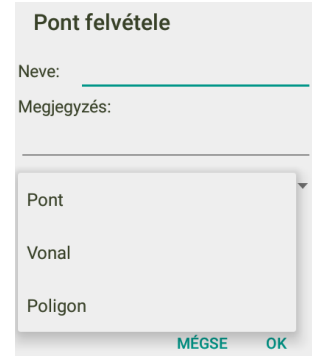 Pont felvétele
Neve:
Megjegyzés:
Pont
Vonal
Poligon
MÉGSE OK